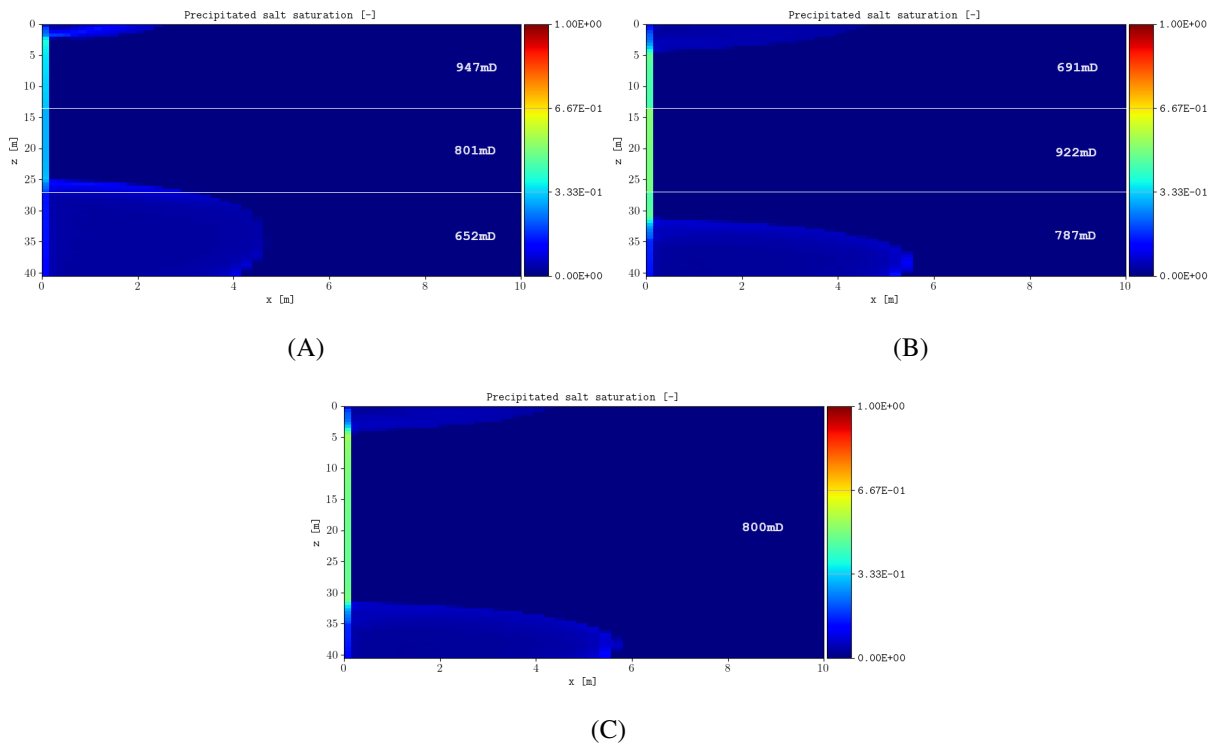 Precipitated salt saturation [-]
0
5
10
15
20
25
30
35
40
z [m]
0
2
4
6
8
10
x [m]
947mD
801mD
652mD
1.00E+00
6.67E-01
3.33E-01
0.00E+00
(A)
Precipitated salt saturation [-]
0
5
10
15
20
25
30
35
40
z [m]
0
2
4
6
8
10
x [m]
691mD
922mD
787mD
1.00E+00
6.67E-01
3.33E-01
0.00E+00
(B)
Precipitated salt saturation [-]
0
5
10
15
20
25
30
35
40
z [m]
0
2
4
6
8
10
x [m]
800mD
1.00E+00
6.67E-01
3.33E-01
0.00E+00
(C)